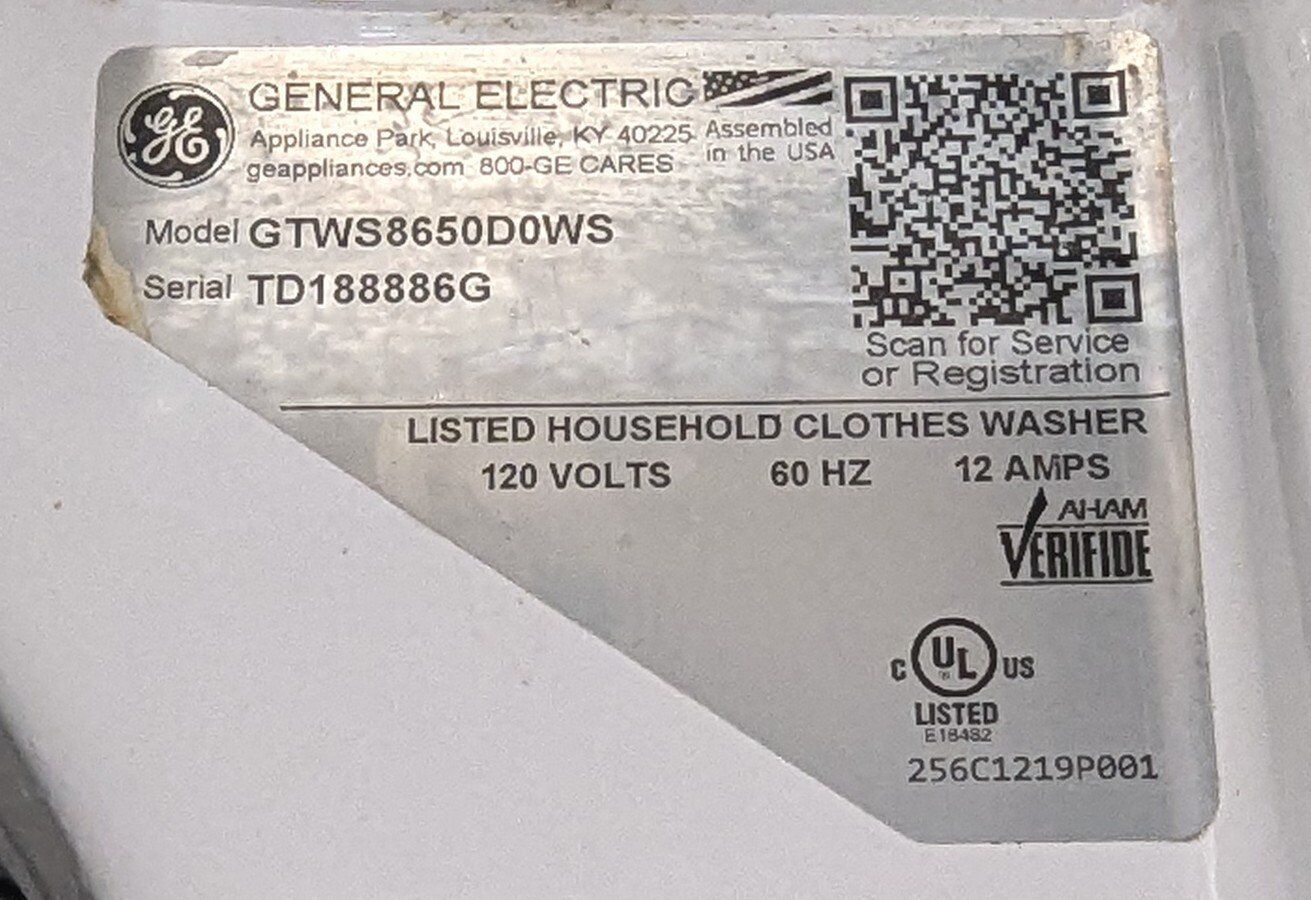 GE
GENERAL ELECTRIC
Appliance Park, Louisville, KY 40225
geappliances.com 800-GE CARES
Assembled
in the USA
Model GTWS8650D0WS
Serial TD188886G
Scan for Service
or Registration
LISTED HOUSEHOLD CLOTHES WASHER
120 VOLTS 60 HZ 12 AMPS
AHAM
VERIFIDE
C UL US
®
LISTED
E18482
256C1219P001